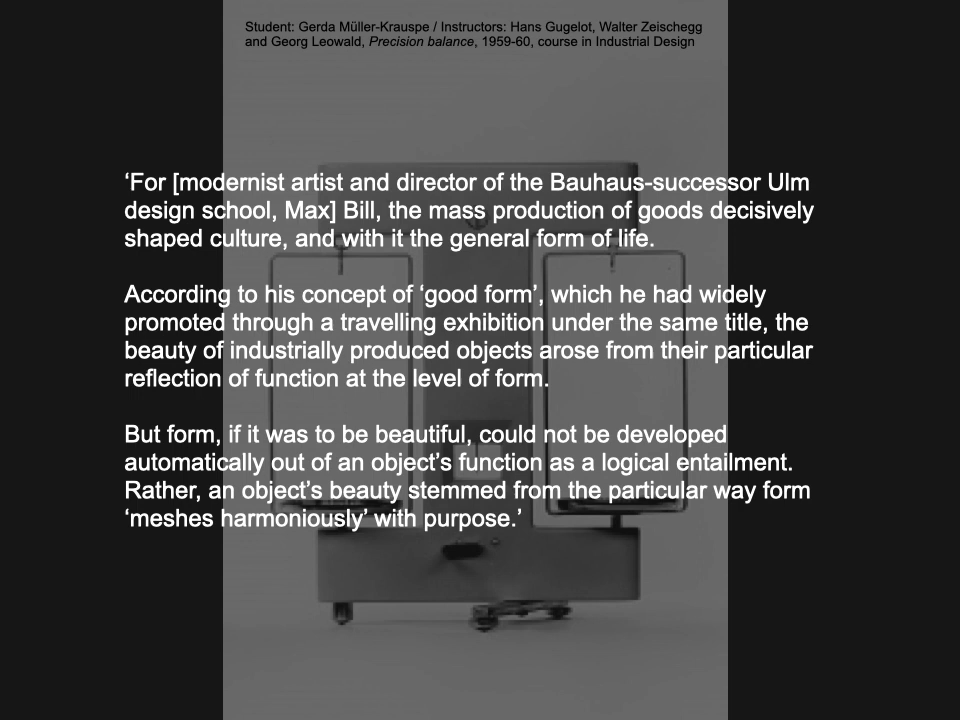 Student: Gerda Müller-Krauspe / Instructors: Hans Gugelot, Walter Zeischegg
and Georg Leowald, Precision balance, 1959-60, course in Industrial Design
‘For [modernist artist and director of the Bauhaus-successor Ulm
design school, Max] Bill, the mass production of goods decisively
shaped culture, and with it the general form of life.
According to his concept of ‘good form’, which he had widely
promoted through a travelling exhibition under the same title, the
beauty of industrially produced objects arose from their particular
reflection of function at the level of form.
But form, if it was to be beautiful, could not be developed
automatically out of an object’s function as a logical entailment.
Rather, an object’s beauty stemmed from the particular way form
‘meshes harmoniously’ with purpose.’